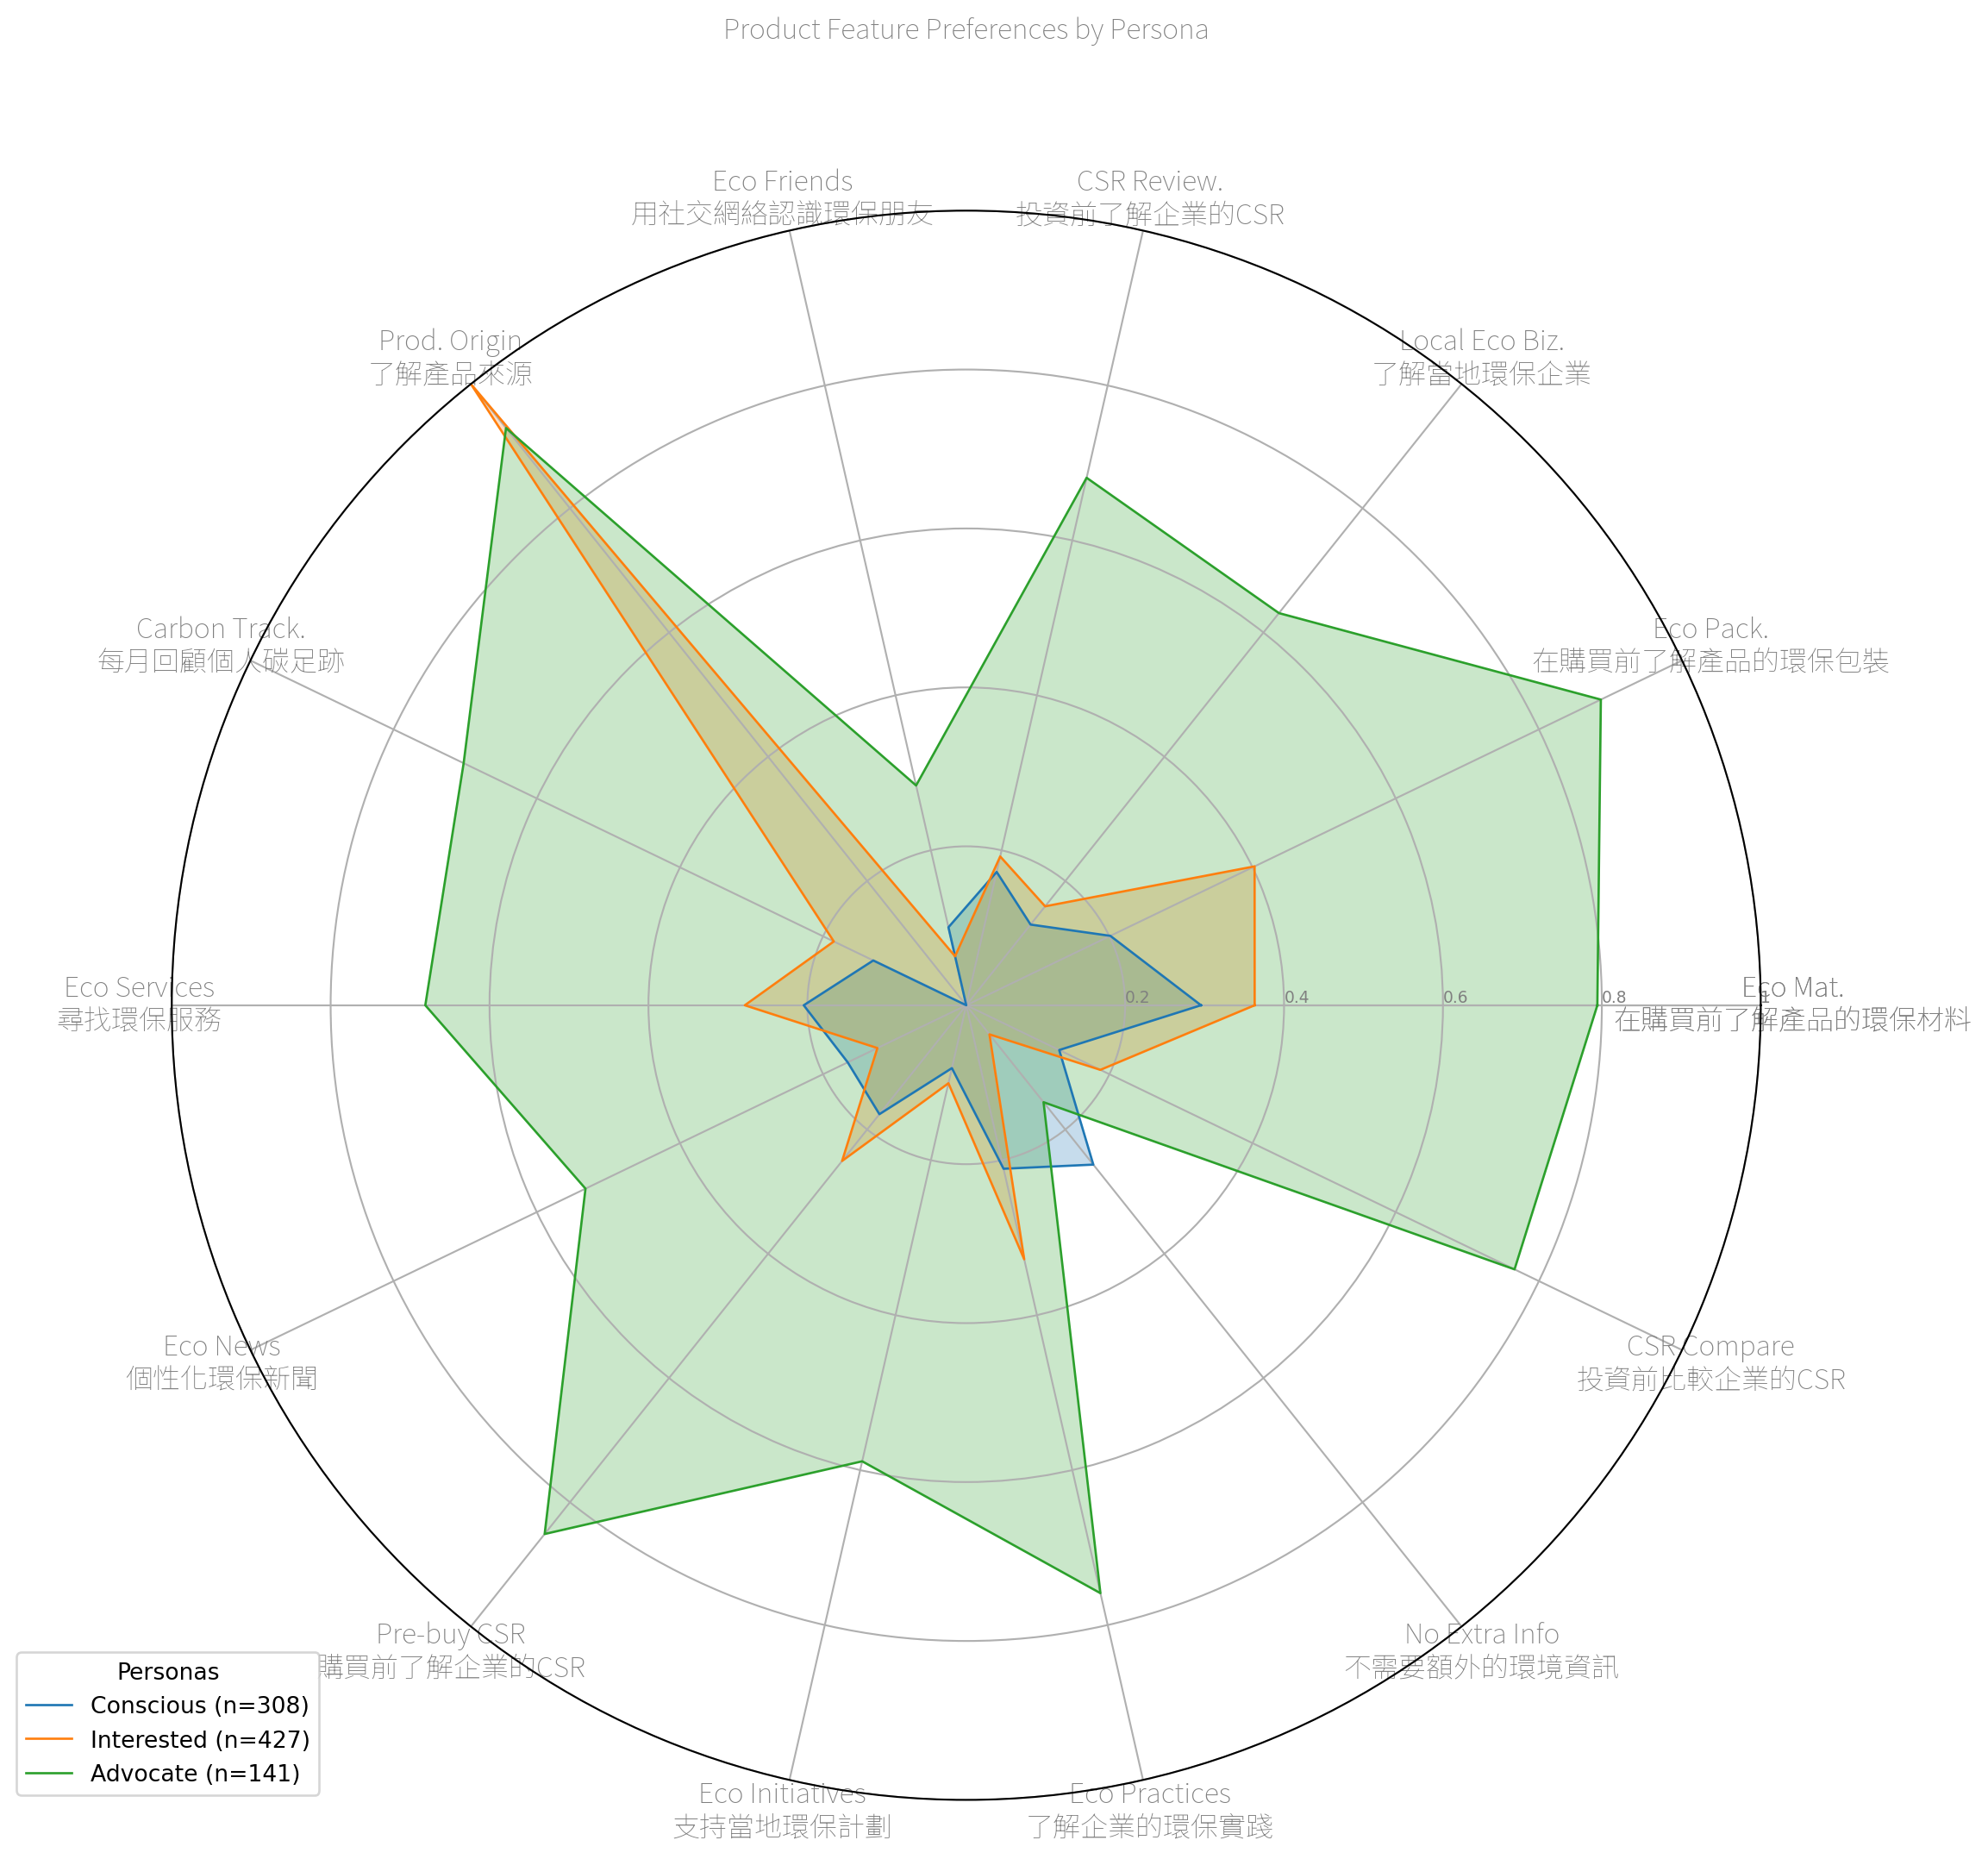 Product Feature Preferences by Persona
Eco Friends
用社交網絡認識環保朋友
CSR Review.
投資前了解企業的CSR
Prod. Origin
了解產品來源
Local Eco Biz.
了解當地環保企業
Carbon Track.
每月回顧個人碳足跡
Eco Pack.
在購買前了解產品的環保包裝
Eco Services
尋找環保服務
0.2
0.4
0.6
0.8
1
Eco Mat.
在購買前了解產品的環保材料
Eco News
個性化環保新聞
CSR Compare
投資前比較企業的CSR
Pre-buy CSR
購買前了解企業的CSR
No Extra Info
不需要額外的環境資訊
Eco Initiatives
支持當地環保計劃
Eco Practices
了解企業的環保實踐
Personas
Conscious (n=308)
Interested (n=427)
Advocate (n=141)